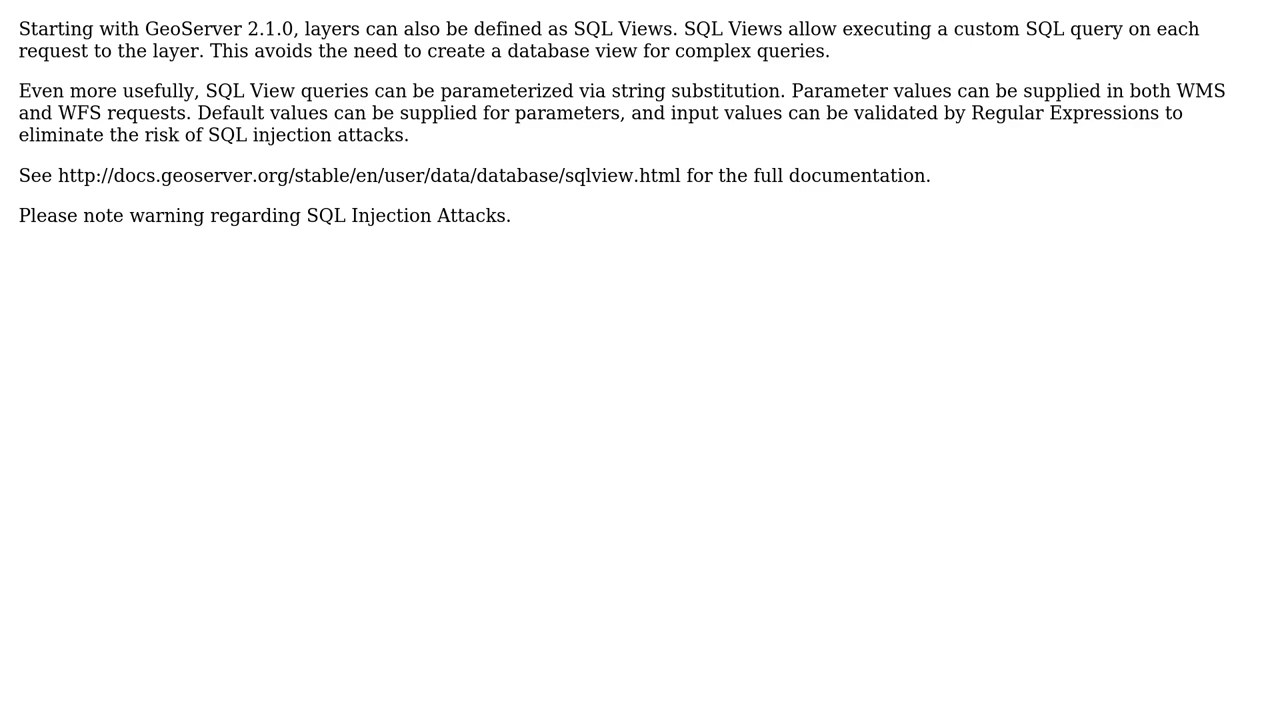 Starting with GeoServer 2.1.0, layers can also be defined as SQL Views. SQL Views allow executing a custom SQL query on each
request to the layer. This avoids the need to create a database view for complex queries.
Even more usefully, SQL View queries can be parameterized via string substitution. Parameter values can be supplied in both WMS
and WFS requests. Default values can be supplied for parameters, and input values can be validated by Regular Expressions to
eliminate the risk of SQL injection attacks.
See http://docs.geoserver.org/stable/en/user/data/database/sqlview.html for the full documentation.
Please note warning regarding SQL Injection Attacks.